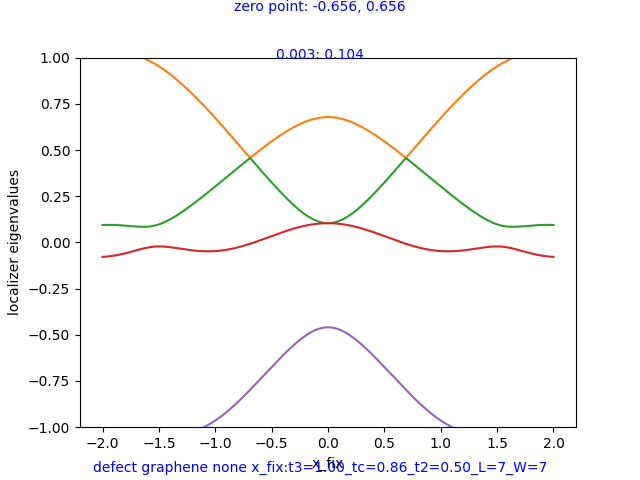 zero point: -0.656, 0.656
0.003: 0.104
1.00
0.75
0.50
0.25
0.00
−0.25
−0.50
−0.75
−1.00
localizer eigenvalues
−2.0 −1.5 −1.0 −0.5 0.0 0.5 1.0 1.5 2.0
x_fix
defect graphene none x_fix:t3=1.00_tc=0.86_t2=0.50_L=7_W=7